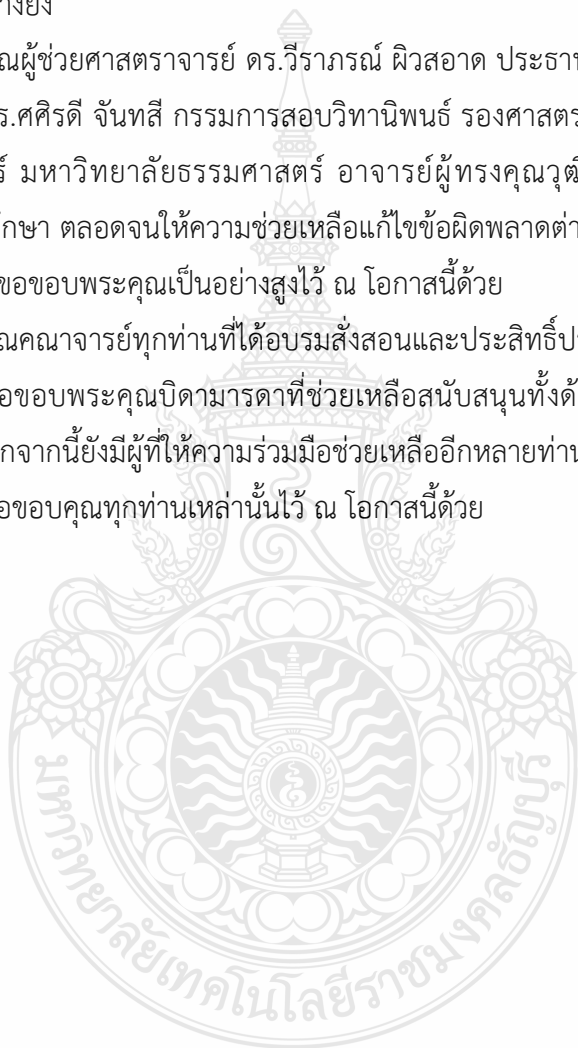 างยิ่ง
ณผู้ช่วยศาสตราจารย์ ดร.วีราภรณ์ ผิวสอาด ประธาน
ร.ศศิรดี จันทสี กรรมการสอบวิทานิพนธ์ รองศาสตร
ร์ มหาวิทยาลัยธรรมศาสตร์ อาจารย์ผู้ทรงคุณวุฒิ
รึกษา ตลอดจนให้ความช่วยเหลือแก้ไขข้อผิดพลาดต่า
ขอขอบพระคุณเป็นอย่างสูงไว้ ณ โอกาสนี้ด้วย
ณคณาจารย์ทุกท่านที่ได้อบรมสั่งสอนและประสิทธิ์ปร
อขอบพระคุณบิดามารดาที่ช่วยเหลือสนับสนุนทั้งด้
กจากนี้ยังมีผู้ที่ให้ความร่วมมือช่วยเหลืออีกหลายท่าน
อขอบคุณทุกท่านเหล่านั้นไว้ ณ โอกาสนี้ด้วย
มหาวิทยาลัยเทคโนโลยีราชมงคลธัญบุรี